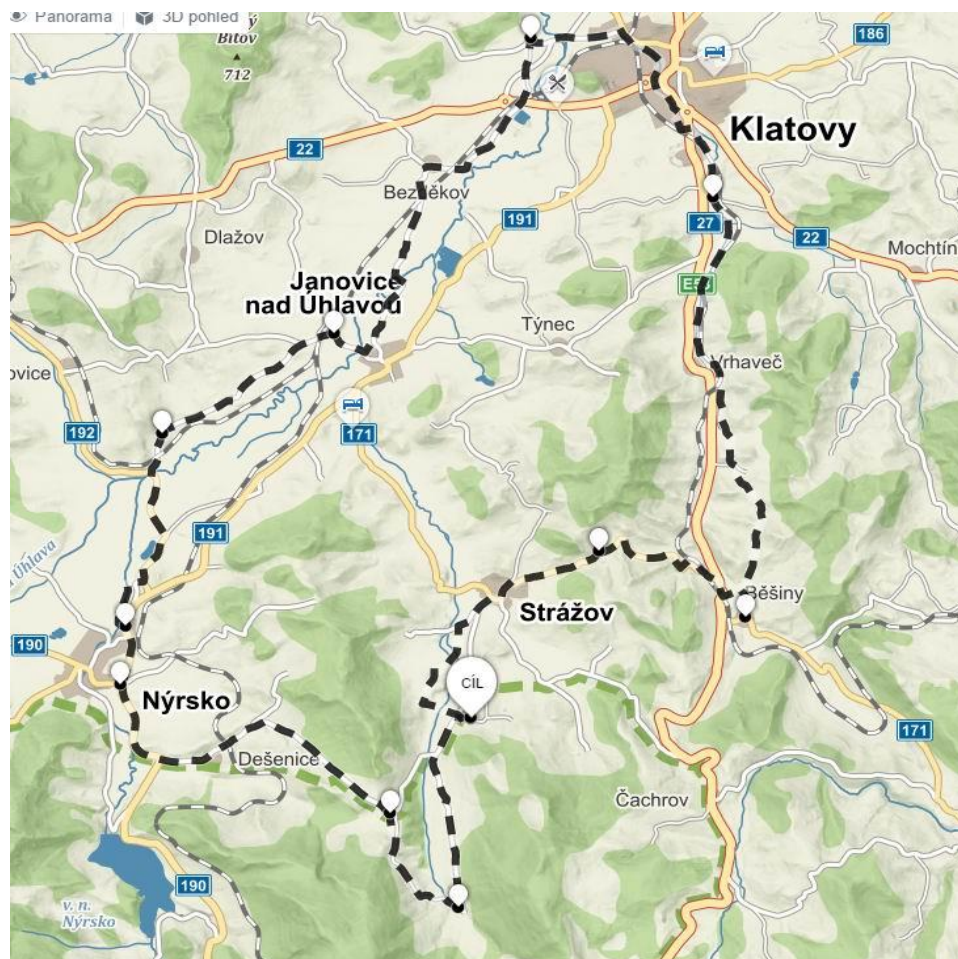 Panorama
3D pohled
Bítov
712
186
22
Klatovy
Bezděkov
191
27
22
Dlažov
Mochtín
Janovice
nad Úhlavou
E53
Týnec
ovice
Vrhaveč
192
171
191
Úhlava
Běšiny
Strážov
190
CÍL
Nýrsko
171
Dešenice
Čachrov
190
v. n.
Nýrsko